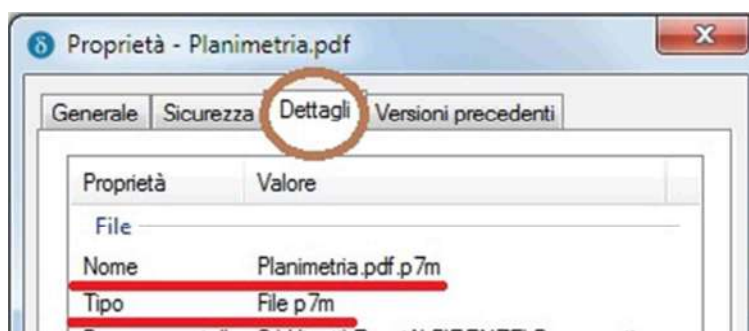 Proprietà - Planimetria.pdf
Generale Sicurezza Dettagli Versioni precedenti
Proprietà Valore
File
Nome Planimetria.pdf.p7m
Tipo File p7m